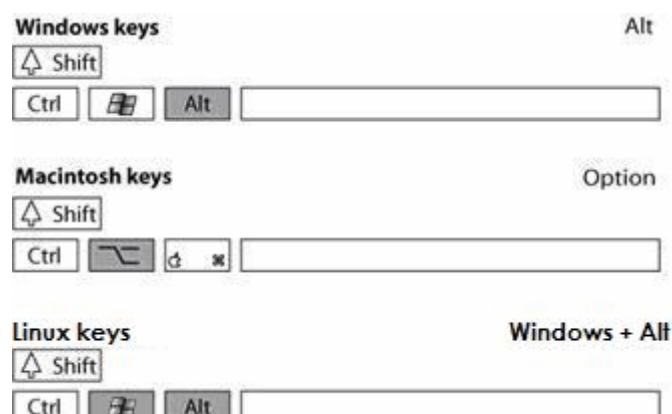 Windows keys Alt
Shift
Ctrl Alt
Macintosh keys Option
Shift
Ctrl ⌥ ⌘
Linux keys Windows + Alt
Shift
Ctrl Alt